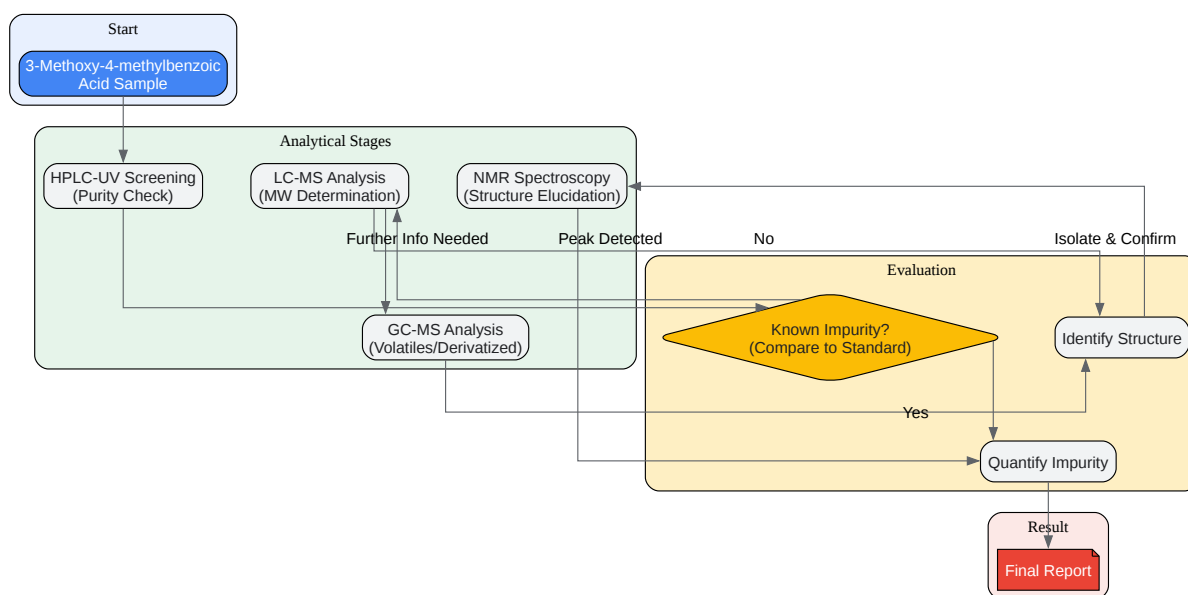 Start
3-Methoxy-4-methylbenzoic
Acid Sample
Analytical Stages
HPLC-UV Screening
(Purity Check)
LC-MS Analysis
(MW Determination)
NMR Spectroscopy
(Structure Elucidation)
Further Info Needed
Peak Detected
No
Isolate & Confirm
Evaluation
GC-MS Analysis
(Volatiles/Derivatized)
Known Impurity?
(Compare to Standard)
Identify Structure
Yes
Quantify Impurity
Result
Final Report